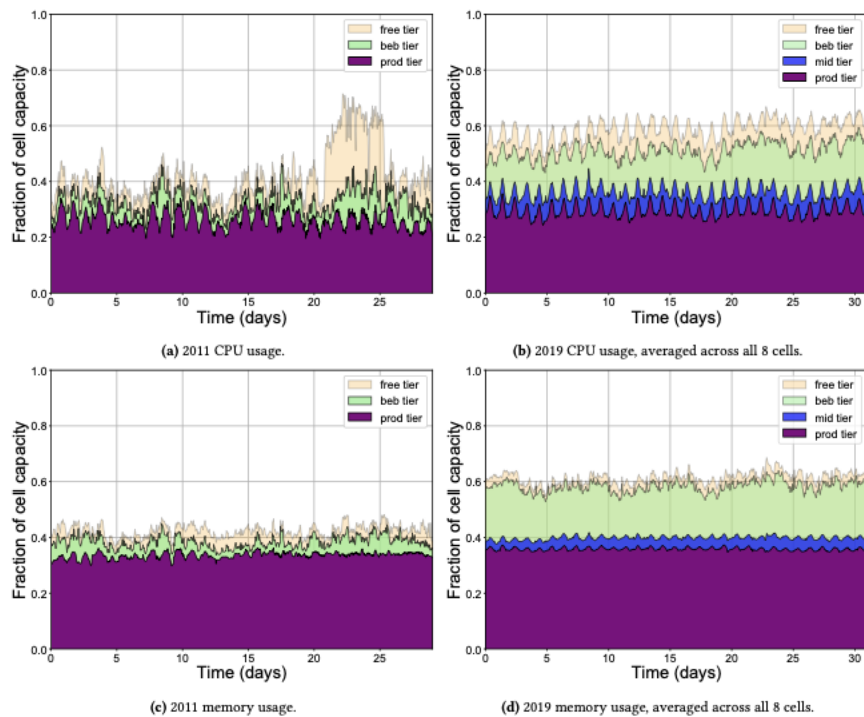 free tier
beb tier
prod tier
1.0
0.8
0.6
0.4
0.2
0.0
Fraction of cell capacity
0 5 10 15 20 25
Time (days)
(a) 2011 CPU usage.
free tier
beb tier
mid tier
prod tier
1.0
0.8
0.6
0.4
0.2
0.0
Fraction of cell capacity
0 5 10 15 20 25 30
Time (days)
(b) 2019 CPU usage, averaged across all 8 cells.
free tier
beb tier
prod tier
1.0
0.8
0.6
0.4
0.2
0.0
Fraction of cell capacity
0 5 10 15 20 25
Time (days)
(c) 2011 memory usage.
free tier
beb tier
mid tier
prod tier
1.0
0.8
0.6
0.4
0.2
0.0
Fraction of cell capacity
0 5 10 15 20 25 30
Time (days)
(d) 2019 memory usage, averaged across all 8 cells.